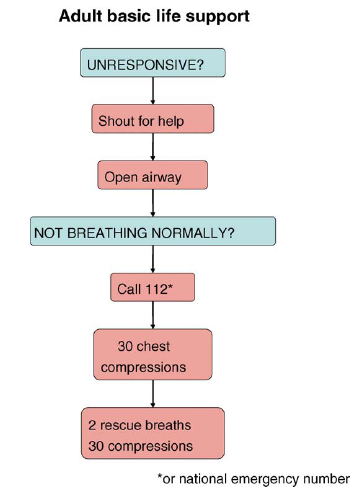 Adult basic life support
UNRESPONSIVE?
Shout for help
Open airway
NOT BREATHING NORMALLY?
Call 112*
30 chest
compressions
2 rescue breaths
30 compressions
*or national emergency number